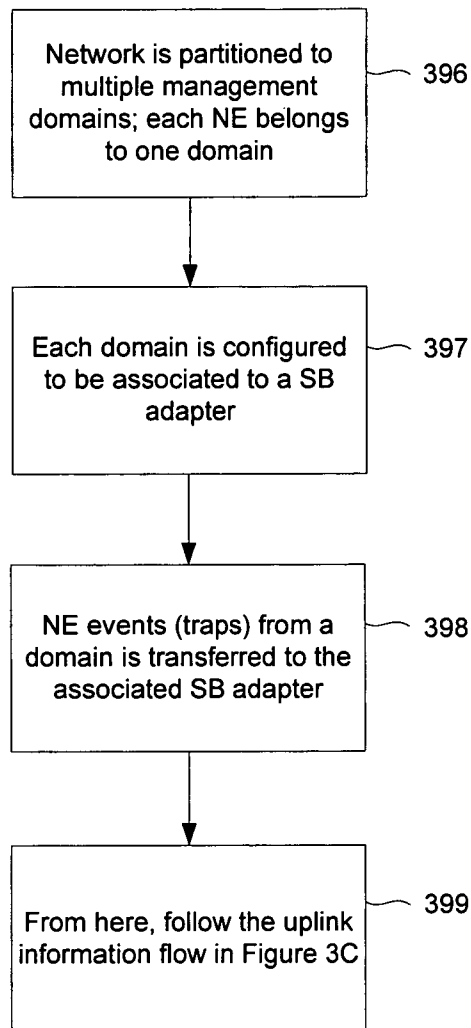 Network is partitioned to
multiple management
domains; each NE belongs
to one domain
396
Each domain is configured
to be associated to a SB
adapter
397
NE events (traps) from a
domain is transferred to the
associated SB adapter
398
From here, follow the uplink
information flow in Figure 3C
399